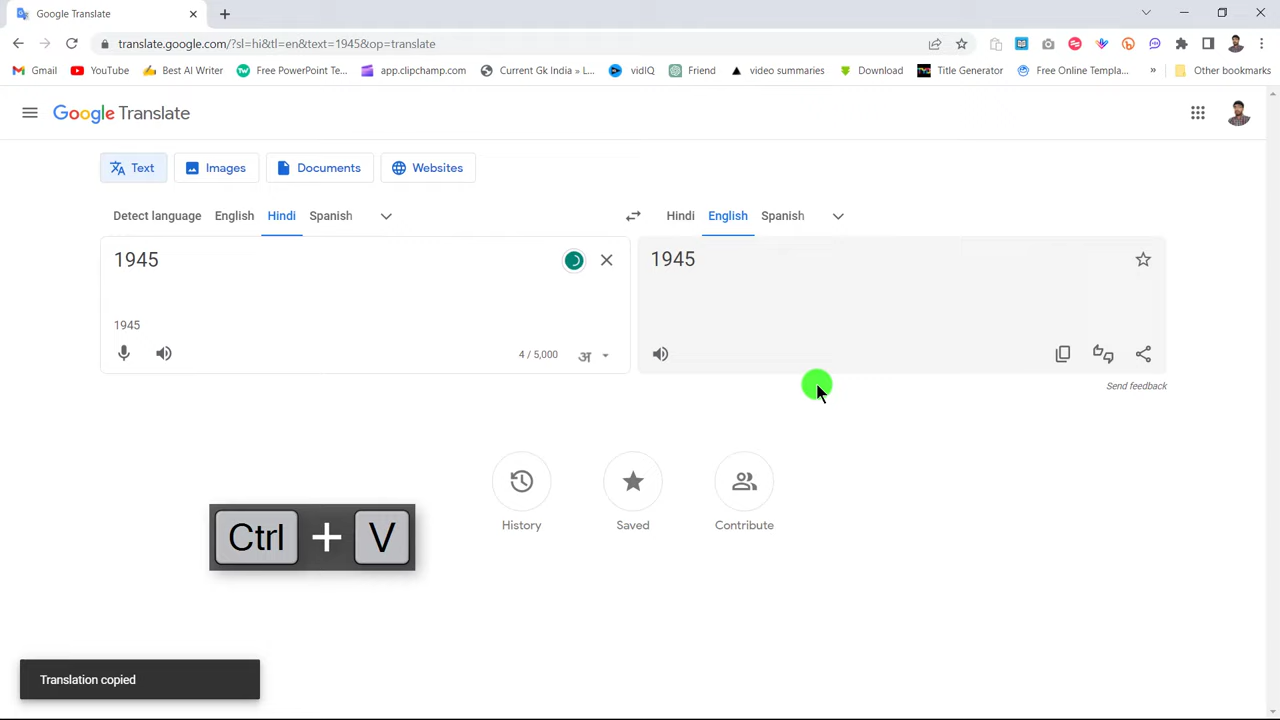 Google Translate
translate.google.com/?sl=hi&tl=en&text=1945&op=translate
Gmail YouTube Best AI Writer Free PowerPoint Te... app.clipchamp.com Current Gk India » L... vidIQ Friend video summaries Download Title Generator Free Online Templa... » Other bookmarks
Google Translate
Text Images Documents Websites
Detect language English Hindi Spanish Hindi English Spanish
1945 1945
1945
4 / 5,000 अ
Send feedback
History Saved Contribute
Ctrl + V
Translation copied